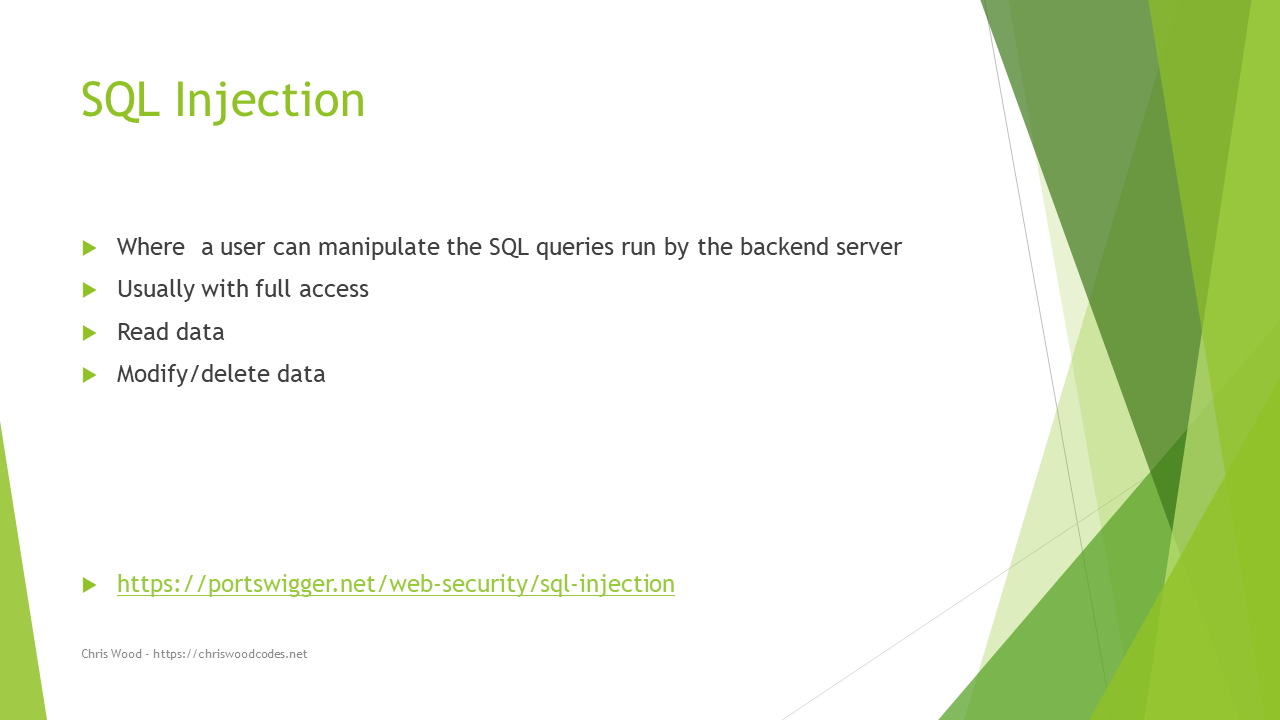 SQL Injection
Where  a user can manipulate the SQL queries run by the backend server
Usually with full access
Read data
Modify/delete data
https://portswigger.net/web-security/sql-injection
Chris Wood - https://chriswoodcodes.net